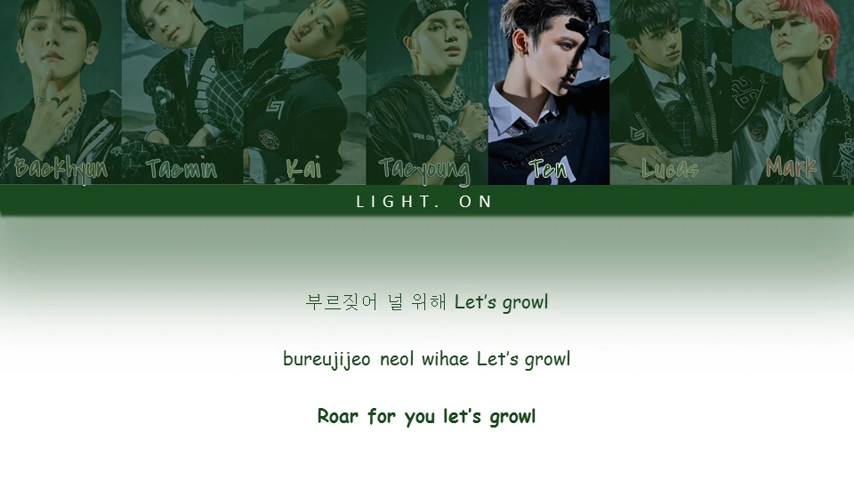 Baekhyun Taemin Kai Taeyoung Ten Lucas Mark
LIGHT. ON
부르짖어 널 위해 Let's growl
bureujijeo neol wihae Let's growl
Roar for you let's growl